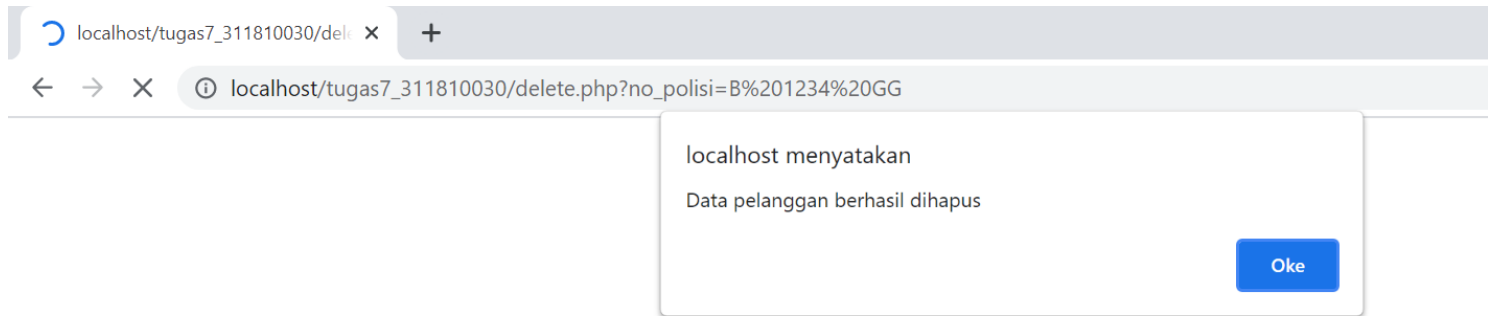 localhost/tugas7_311810030/dele
localhost/tugas7_311810030/delete.php?no_polisi=B%201234%20GG
localhost menyatakan
Data pelanggan berhasil dihapus
Oke